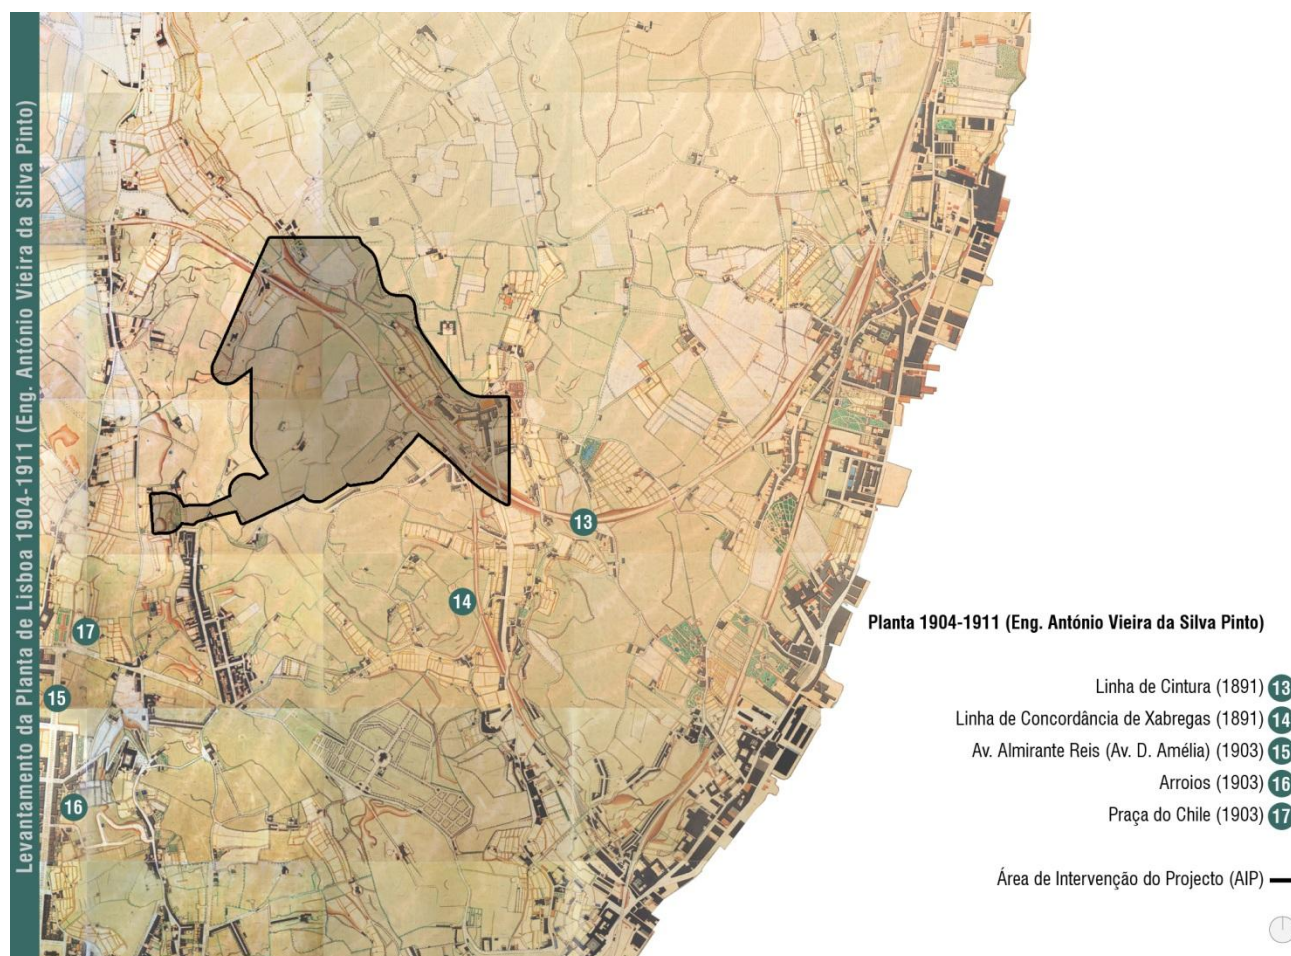 Levantamento da Planta de Lisboa 1904-1911 (Eng. António Vieira da Silva Pinto)
13
14
17
15
16
Planta 1904-1911 (Eng. António Vieira da Silva Pinto)
Linha de Cintura (1891) 13
Linha de Concordância de Xabregas (1891) 14
Av. Almirante Reis (Av. D. Amélia) (1903) 15
Arroios (1903) 16
Praça do Chile (1903) 17
Área de Intervenção do Projecto (AIP)